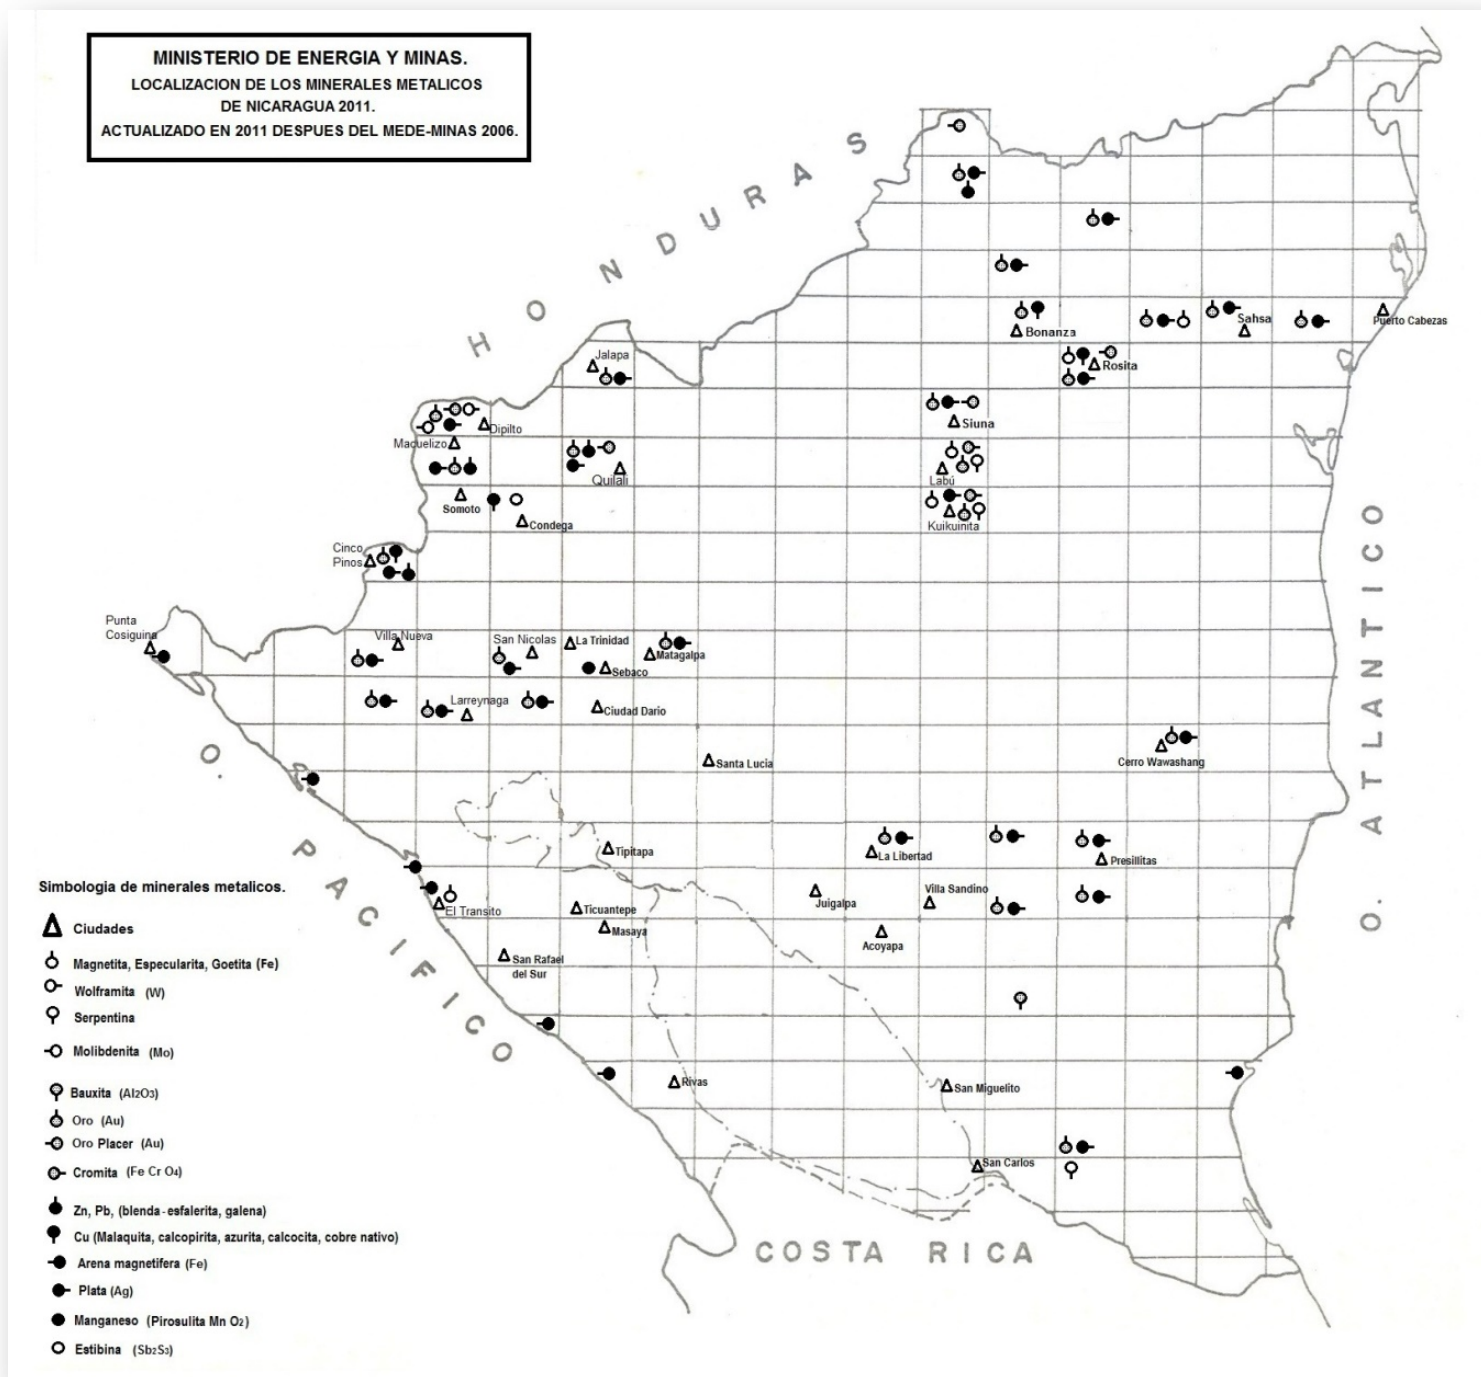 MINISTERIO DE ENERGIA Y MINAS.
LOCALIZACION DE LOS MINERALES METALICOS
DE NICARAGUA 2011.
ACTUALIZADO EN 2011 DESPUES DEL MEDE-MINAS 2006.
HONDURAS
Puerto Cabezas
Sahsa
Bonanza
Jalapa
Rosita
Siuna
Dipilto
Macuelizo
Quilali
Labú
Somoto
Condega
Kuikuinita
Cinco
Pinos
Punta
Cosiguina
Villa Nueva
San Nicolas
La Trinidad
Matagalpa
Sebaco
Larreynaga
Ciudad Dario
Santa Lucia
Cerro Wawashang
O. PACIFICO
O. ATLANTICO
Tipitapa
La Libertad
Presillitas
El Transito
Ticuantepe
Masaya
Juigalpa
Villa Sandino
Acoyapa
San Rafael
del Sur
Rivas
San Miguelito
San Carlos
COSTA RICA
Simbologia de minerales metalicos.
Ciudades
Magnetita, Especularita, Goetita (Fe)
Wolframita (W)
Serpentina
Molibdenita (Mo)
Bauxita (Al2O3)
Oro (Au)
Oro Placer (Au)
Cromita (Fe Cr O4)
Zn, Pb, (blenda-esfalerita, galena)
Cu (Malaquita, calcopirita, azurita, calcocita, cobre nativo)
Arena magnetifera (Fe)
Plata (Ag)
Manganeso (Pirosulita Mn O2)
Estibina (Sb2S3)